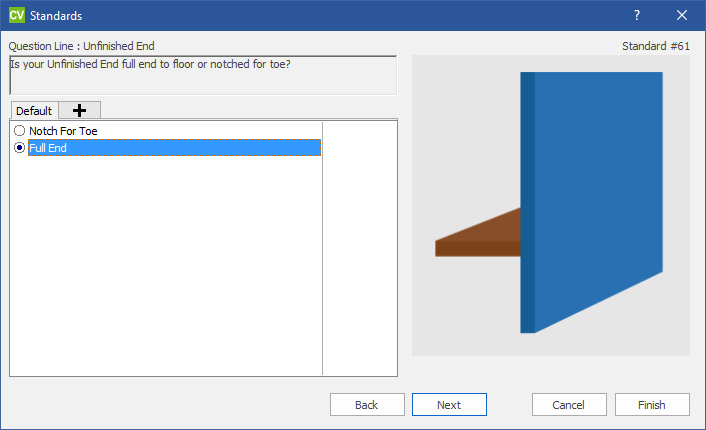 CV Standards ?
Question Line : Unfinished End Standard #61
Is your Unfinished End full end to floor or notched for toe?
Default
Notch For Toe
Full End
Back Next Cancel Finish